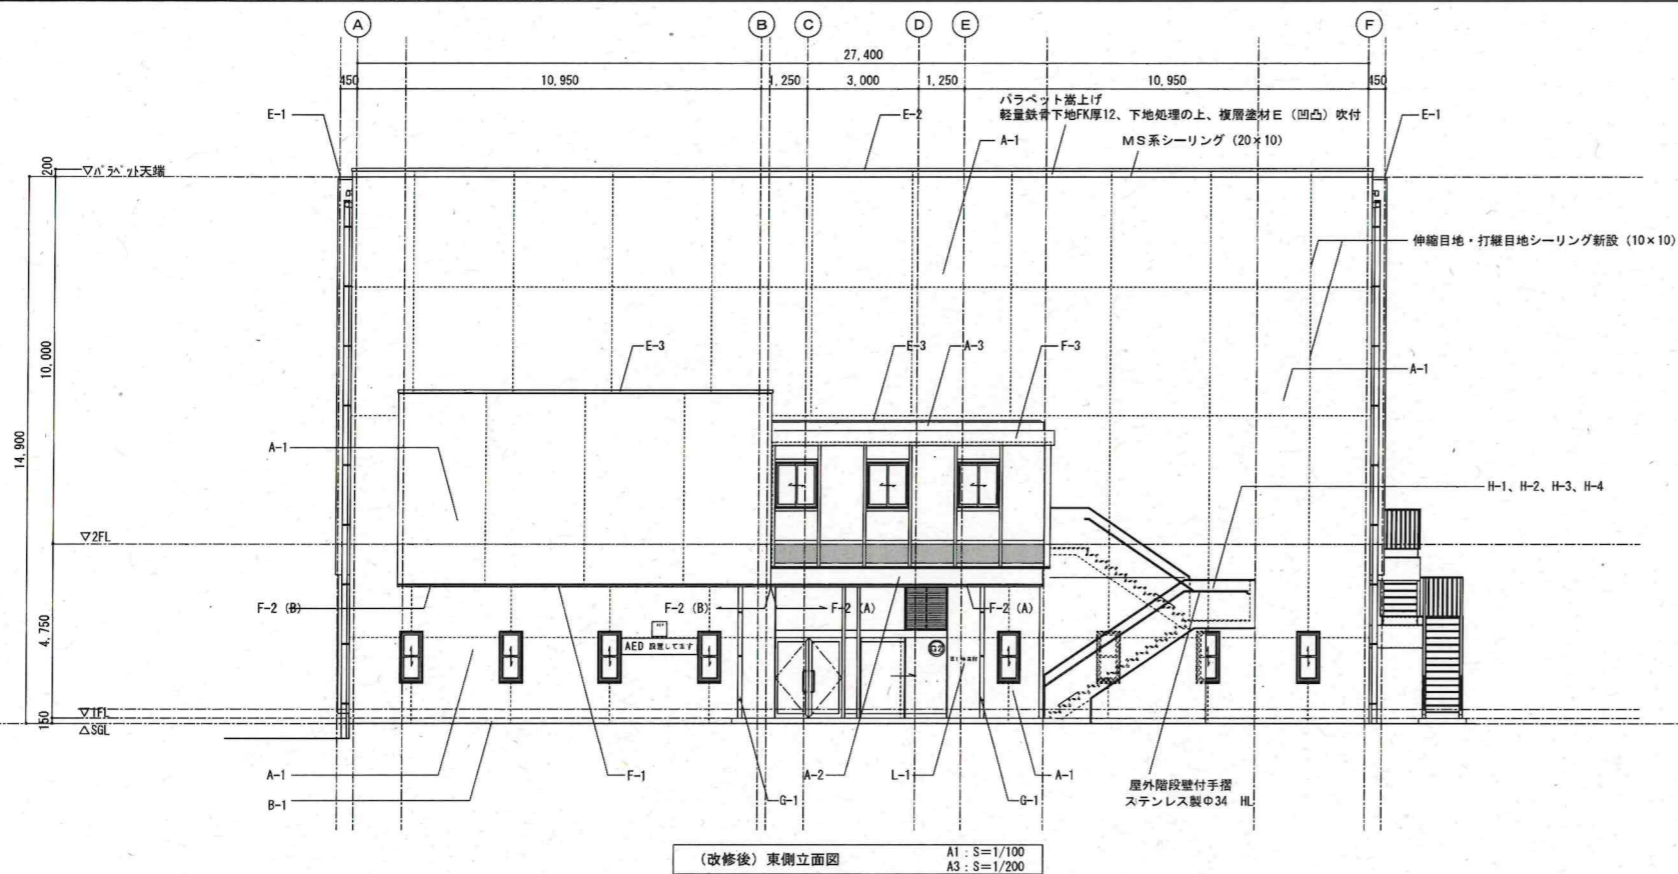 A B C D E F
27,400
450 10,950 1,250 3,000 1,250 10,950 450
パラペット嵩上げ
軽量鉄骨下地FK厚12、下地処理の上、複層塗材E(凹凸)吹付
E-1 E-2 A-1 MS系シーリング(20×10) E-1
200
▽パラペット天端
伸縮目地・打継目地シーリング新設(10×10)
10,000
E-3 E-3 A-3 F-3
A-1
A-1
14,900
H-1、H-2、H-3、H-4
▽2FL
F-2(B) F-2(B) F-2(A) F-2(A)
4,750
AED 設置してます
G2
150
▽1FL
△SGL
A-1 F-1 A-2 L-1 A-1
B-1 G-1 G-1
屋外階段壁付手摺
ステンレス製Φ34 HL
(改修後)東側立面図
A1:S=1/100
A3:S=1/200